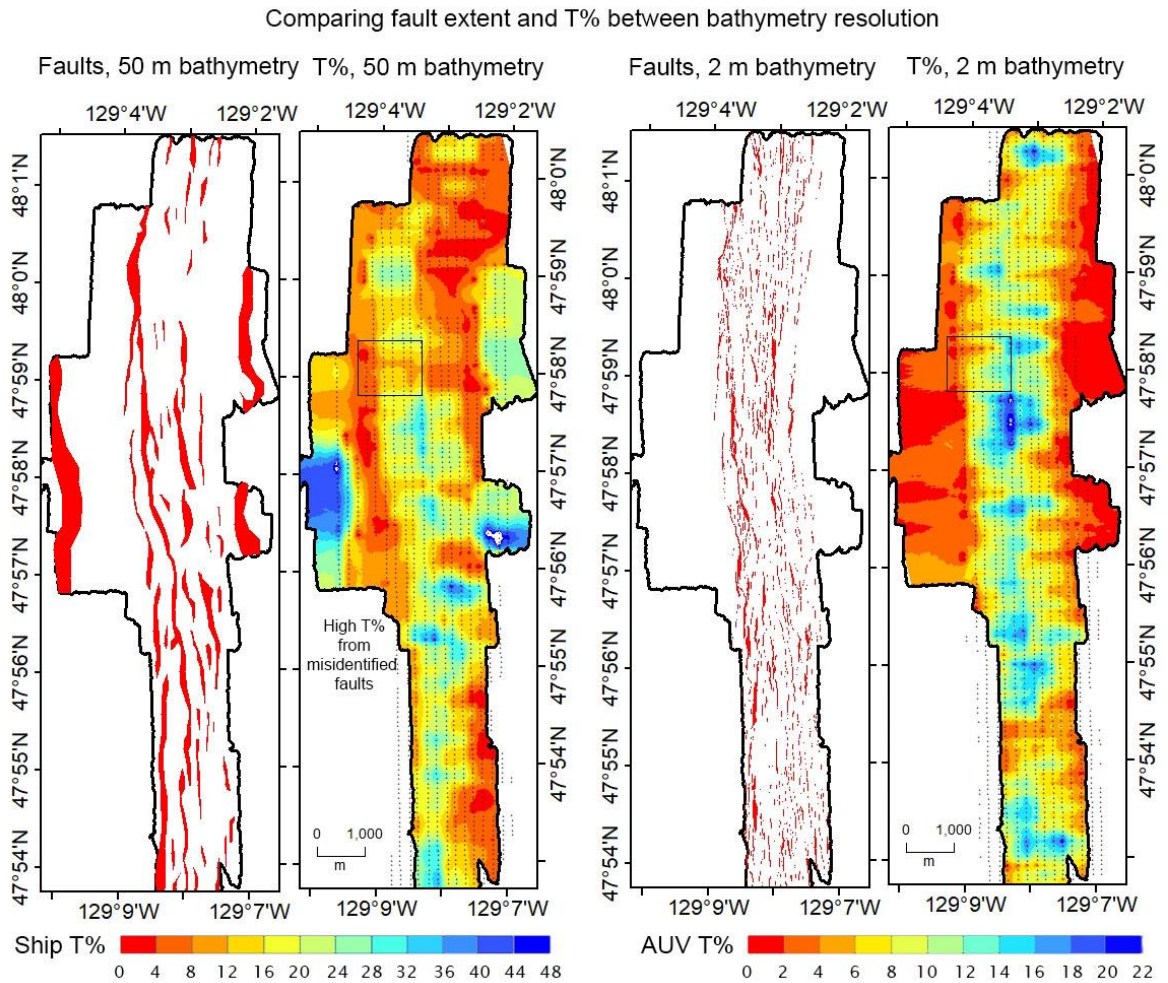 Comparing fault extent and T% between bathymetry resolution
Faults, 50 m bathymetry
T%, 50 m bathymetry
Faults, 2 m bathymetry
T%, 2 m bathymetry
129°4'W 129°2'W
129°4'W 129°2'W
129°4'W 129°2'W
129°4'W 129°2'W
48°1'N
48°0'N
47°59'N
47°58'N
47°57'N
47°56'N
47°55'N
47°54'N
48°0'N
47°59'N
47°58'N
47°57'N
47°56'N
47°55'N
47°54'N
High T%
from
misidentified
faults
0 1,000
m
48°1'N
48°0'N
47°59'N
47°58'N
47°57'N
47°56'N
47°55'N
47°54'N
48°0'N
47°59'N
47°58'N
47°57'N
47°56'N
47°55'N
47°54'N
0 1,000
m
129°9'W 129°7'W
129°9'W 129°7'W
129°9'W 129°7'W
129°9'W 129°7'W
Ship T%
0 4 8 12 16 20 24 28 32 36 40 44 48
AUV T%
0 2 4 6 8 10 12 14 16 18 20 22